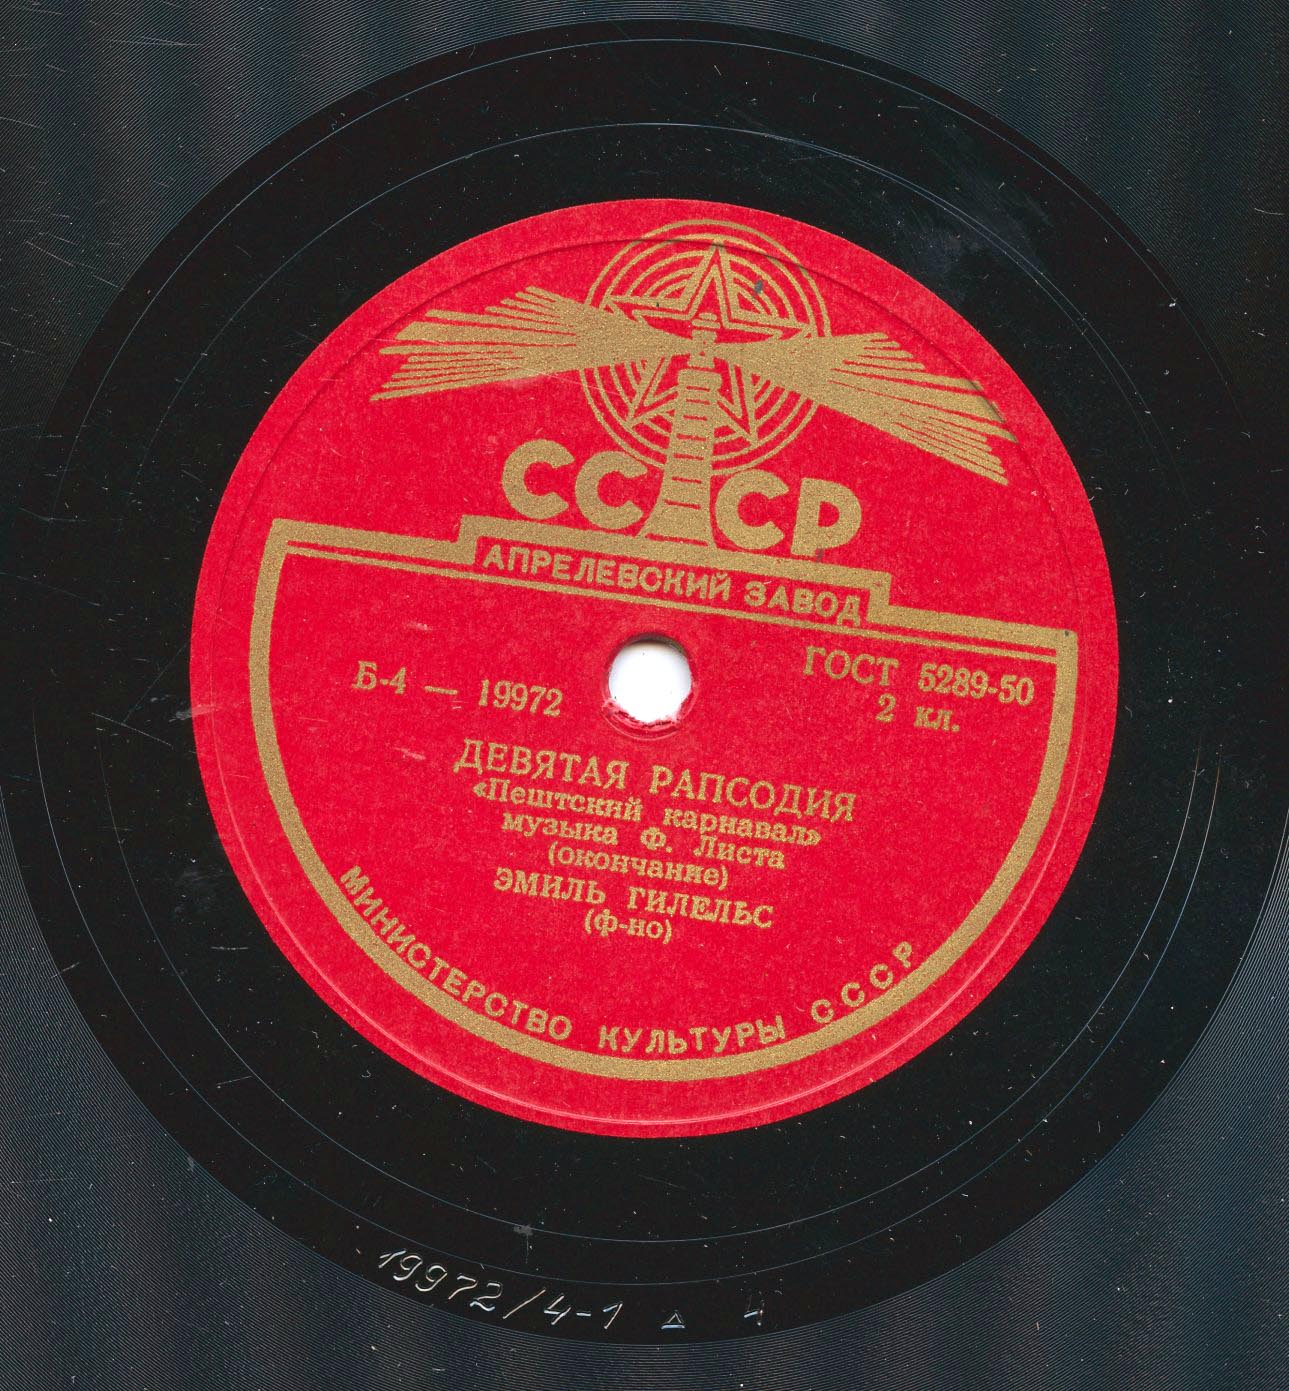 СССР
АПРЕЛЕВСКИЙ ЗАВОД
ГОСТ 5289-50
Б-4 — 19972
2 кл.
ДЕВЯТАЯ РАПСОДИЯ
«Пештский карнавал»
музыка Ф. Листа
(окончание)
ЭМИЛЬ ГИЛЕЛЬС
(ф-но)
МИНИСТЕРСТВО КУЛЬТУРЫ СССР
19972/4-1 △ 4